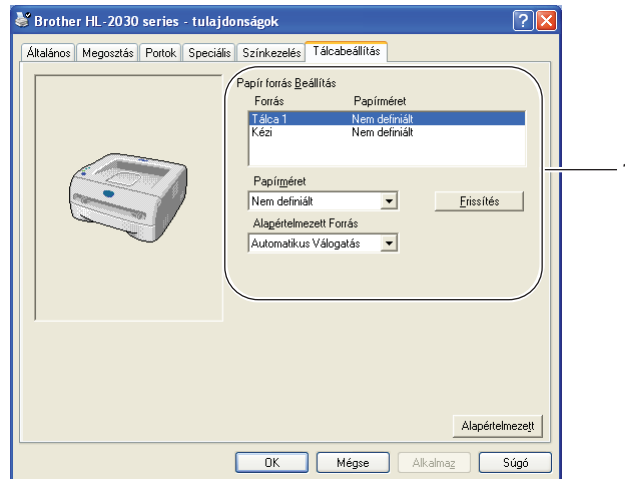 Brother HL-2030 series - tulajdonságok
Általános Megosztás Portok Speciális Színkezelés Tálcabeállítás
Papír forrás Beállítás
Forrás Papírméret
Tálca 1 Nem definiált
Kézi Nem definiált
Papírméret
Nem definiált Frissítés
Alapértelmezett Forrás
Automatikus Válogatás
Alapértelmezett
OK Mégse Alkalmaz Súgó